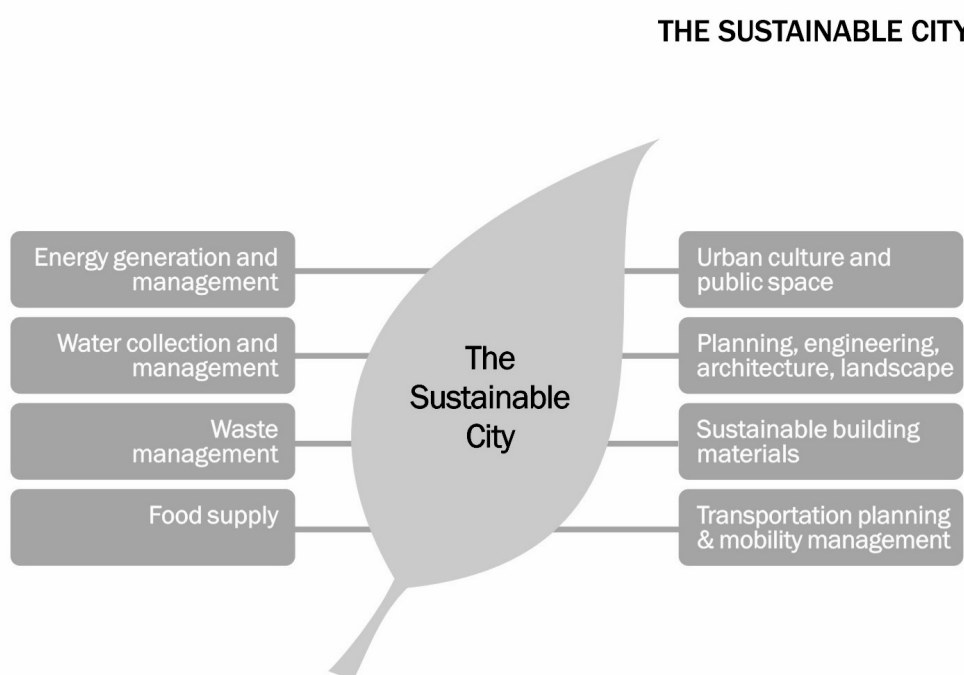 THE SUSTAINABLE CITY
Energy generation and
management
Water collection and
management
Waste
management
Food supply
The
Sustainable
City
Urban culture and
public space
Planning, engineering,
architecture, landscape
Sustainable building
materials
Transportation planning
& mobility management